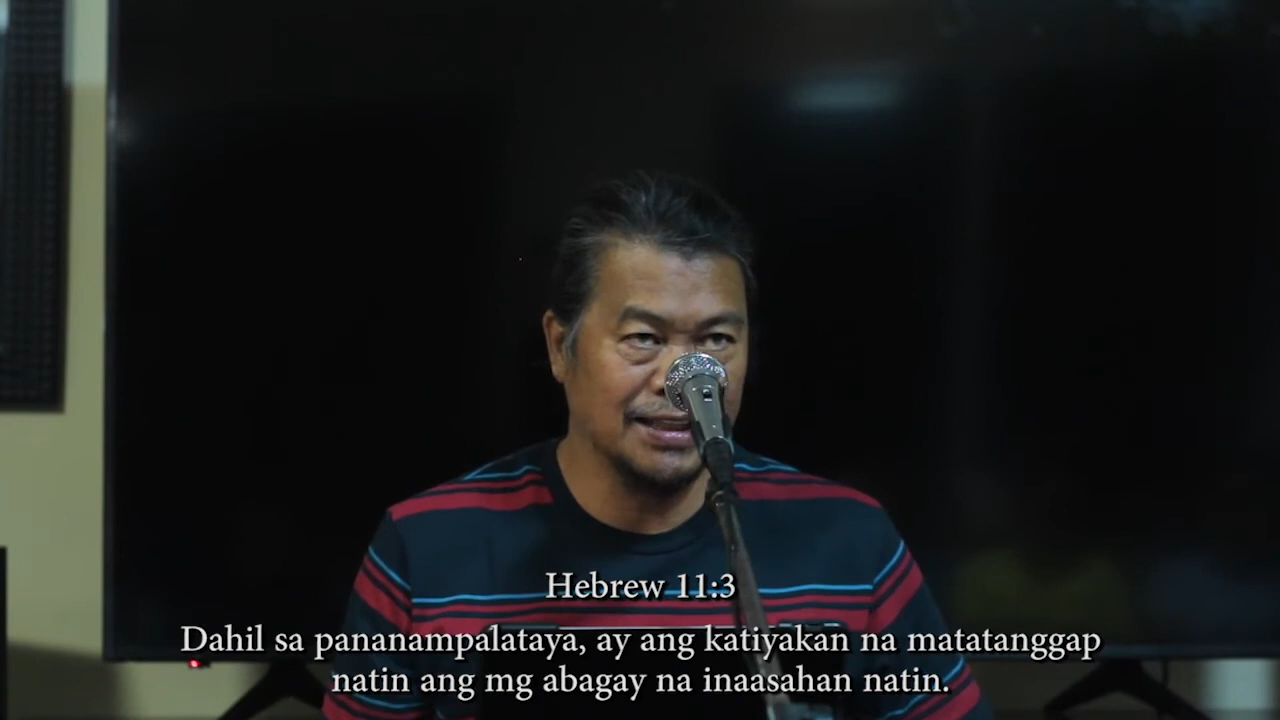 Hebrew 11:3
Dahil sa pananampalataya, ay ang katiyakan na matatanggap
natin ang mg abagay na inaasahan natin.